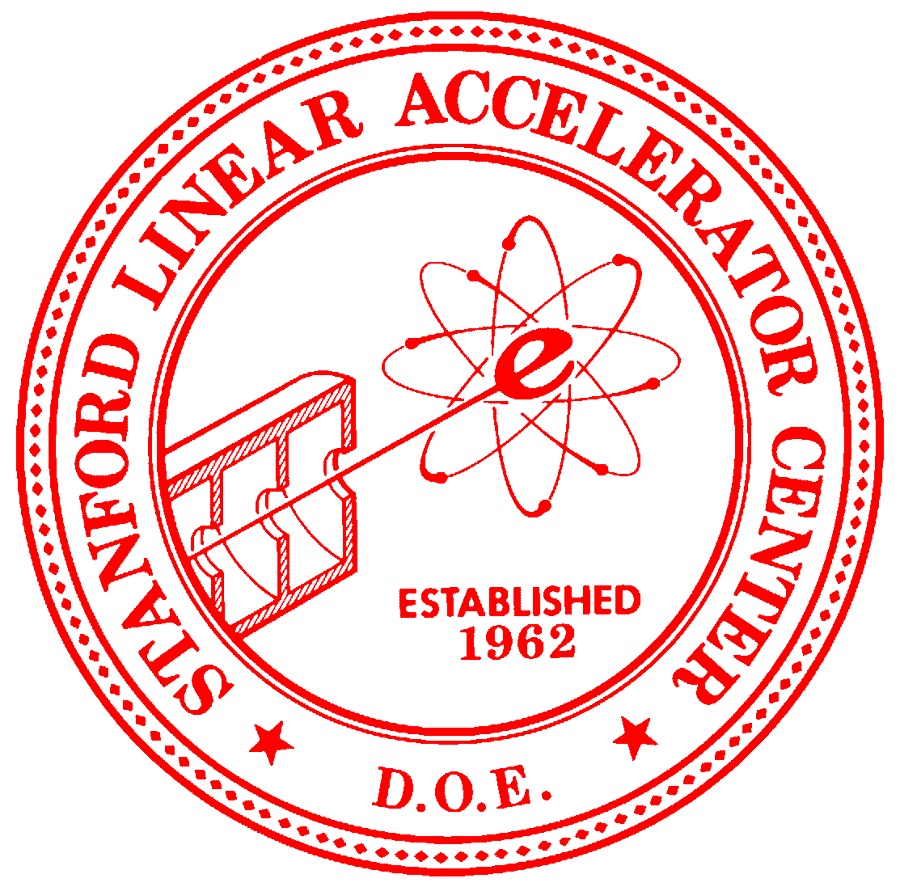 STANFORD LINEAR ACCELERATOR CENTER
e
ESTABLISHED
1962
D.O.E.